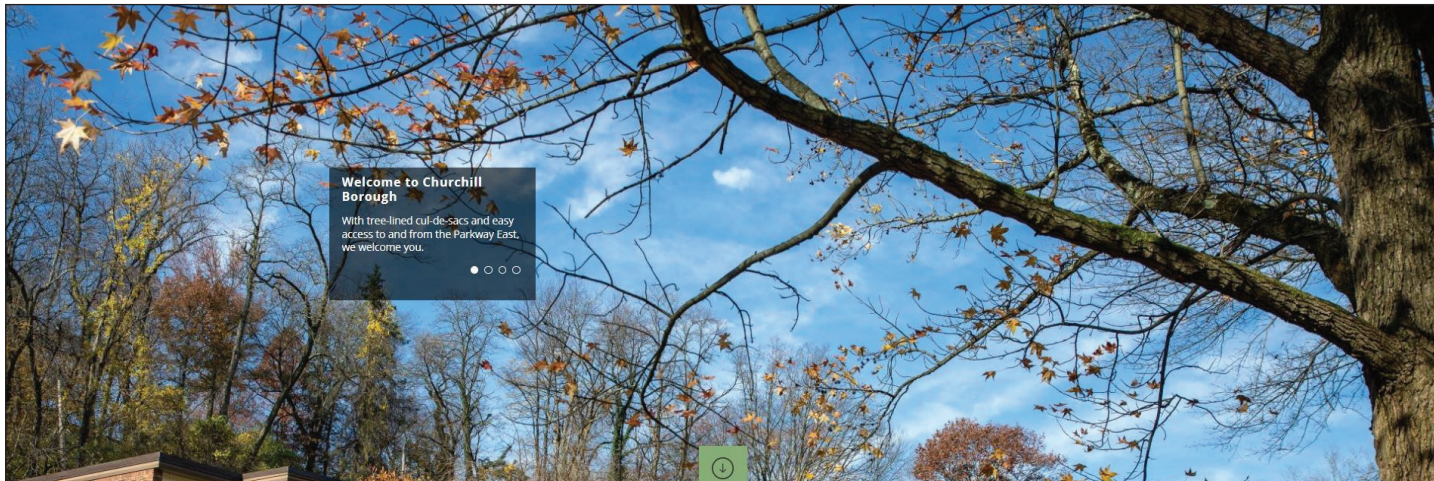 Welcome to Churchill
Borough
With tree-lined cul-de-sacs and easy
access to and from the Parkway East,
we welcome you.